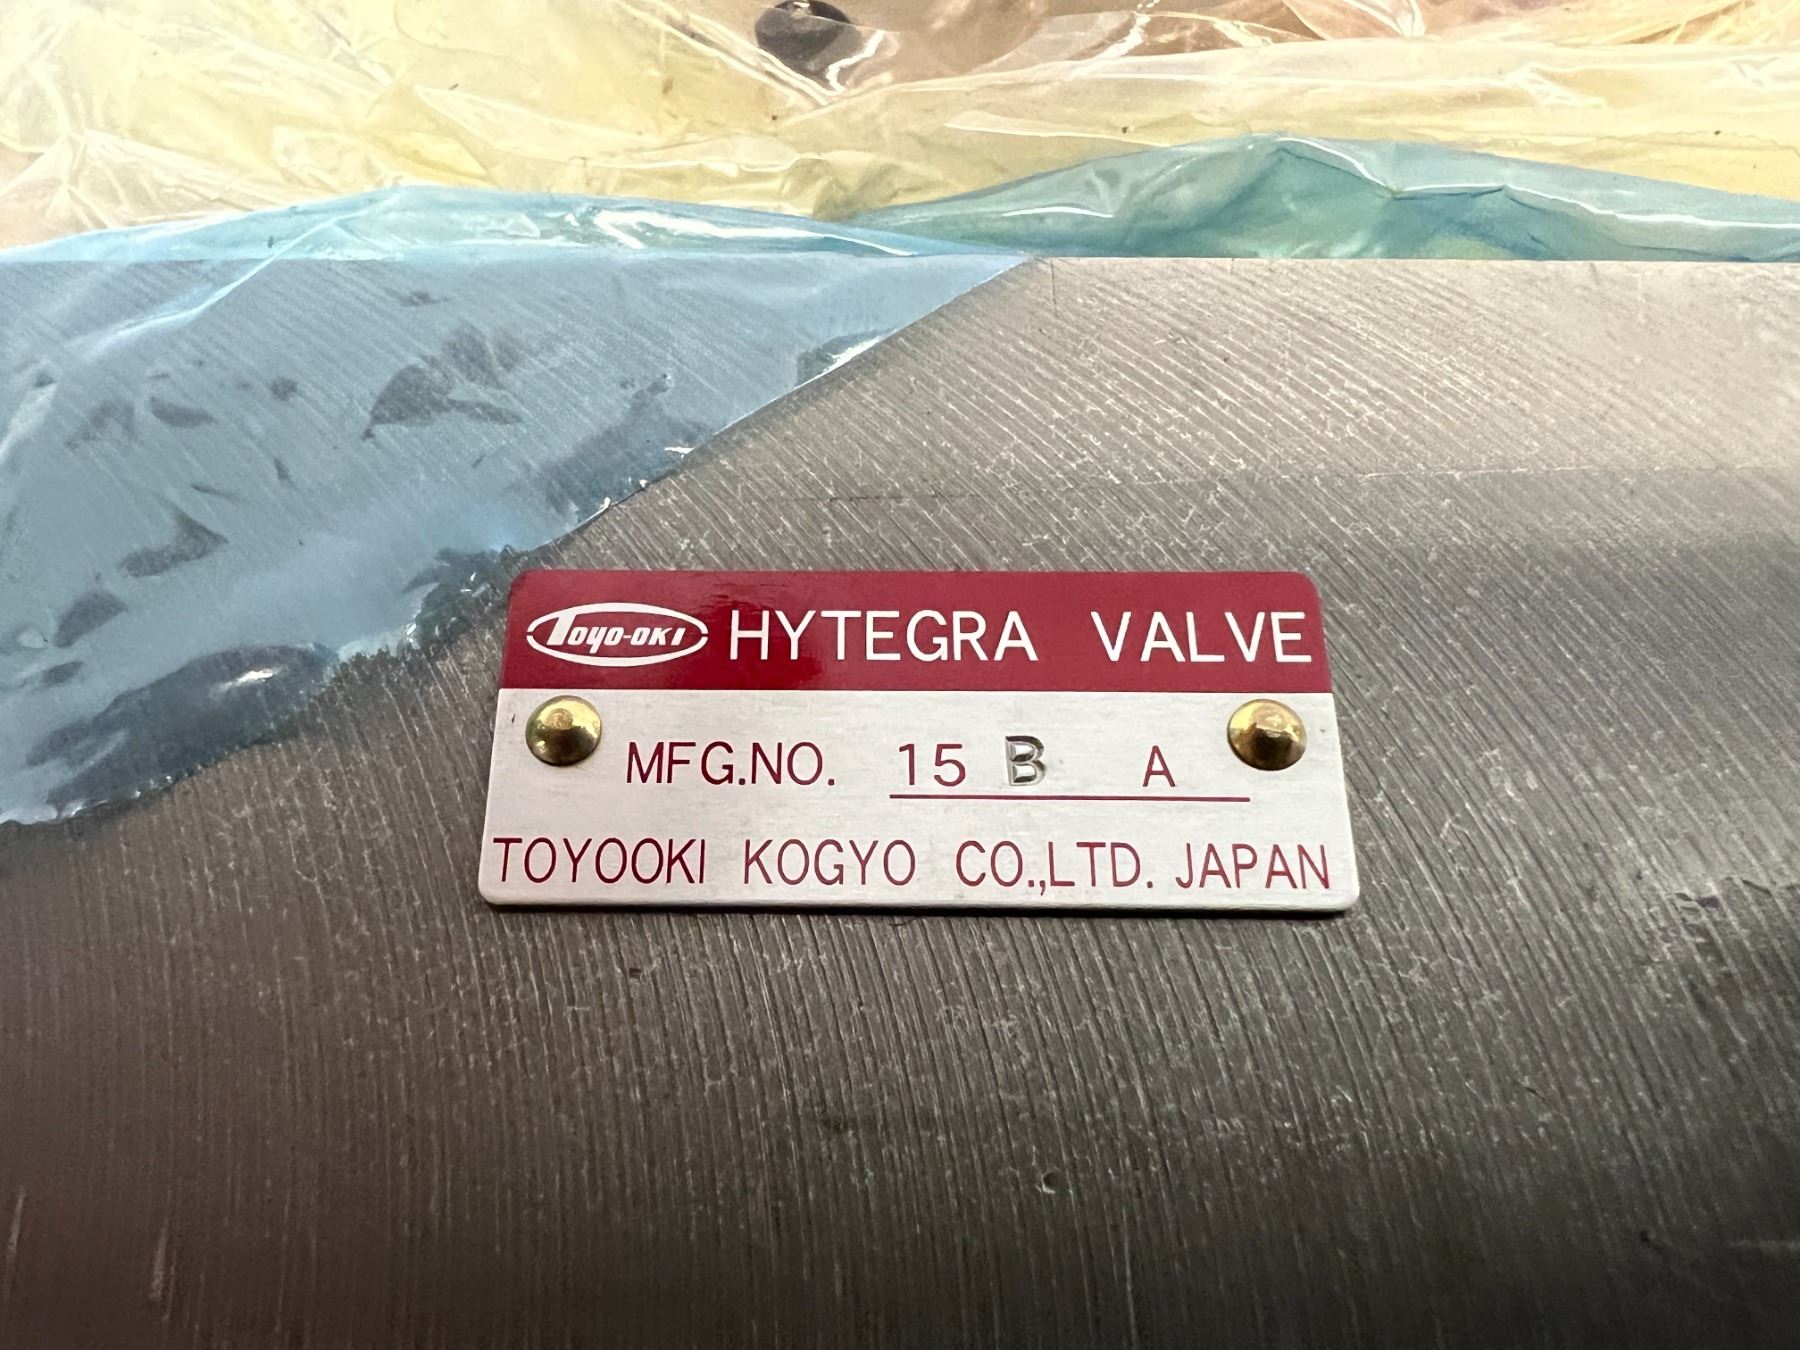 TOYO-OKI HYTEGRA VALVE
MFG.NO. 15 B A
TOYOOKI KOGYO CO.,LTD. JAPAN